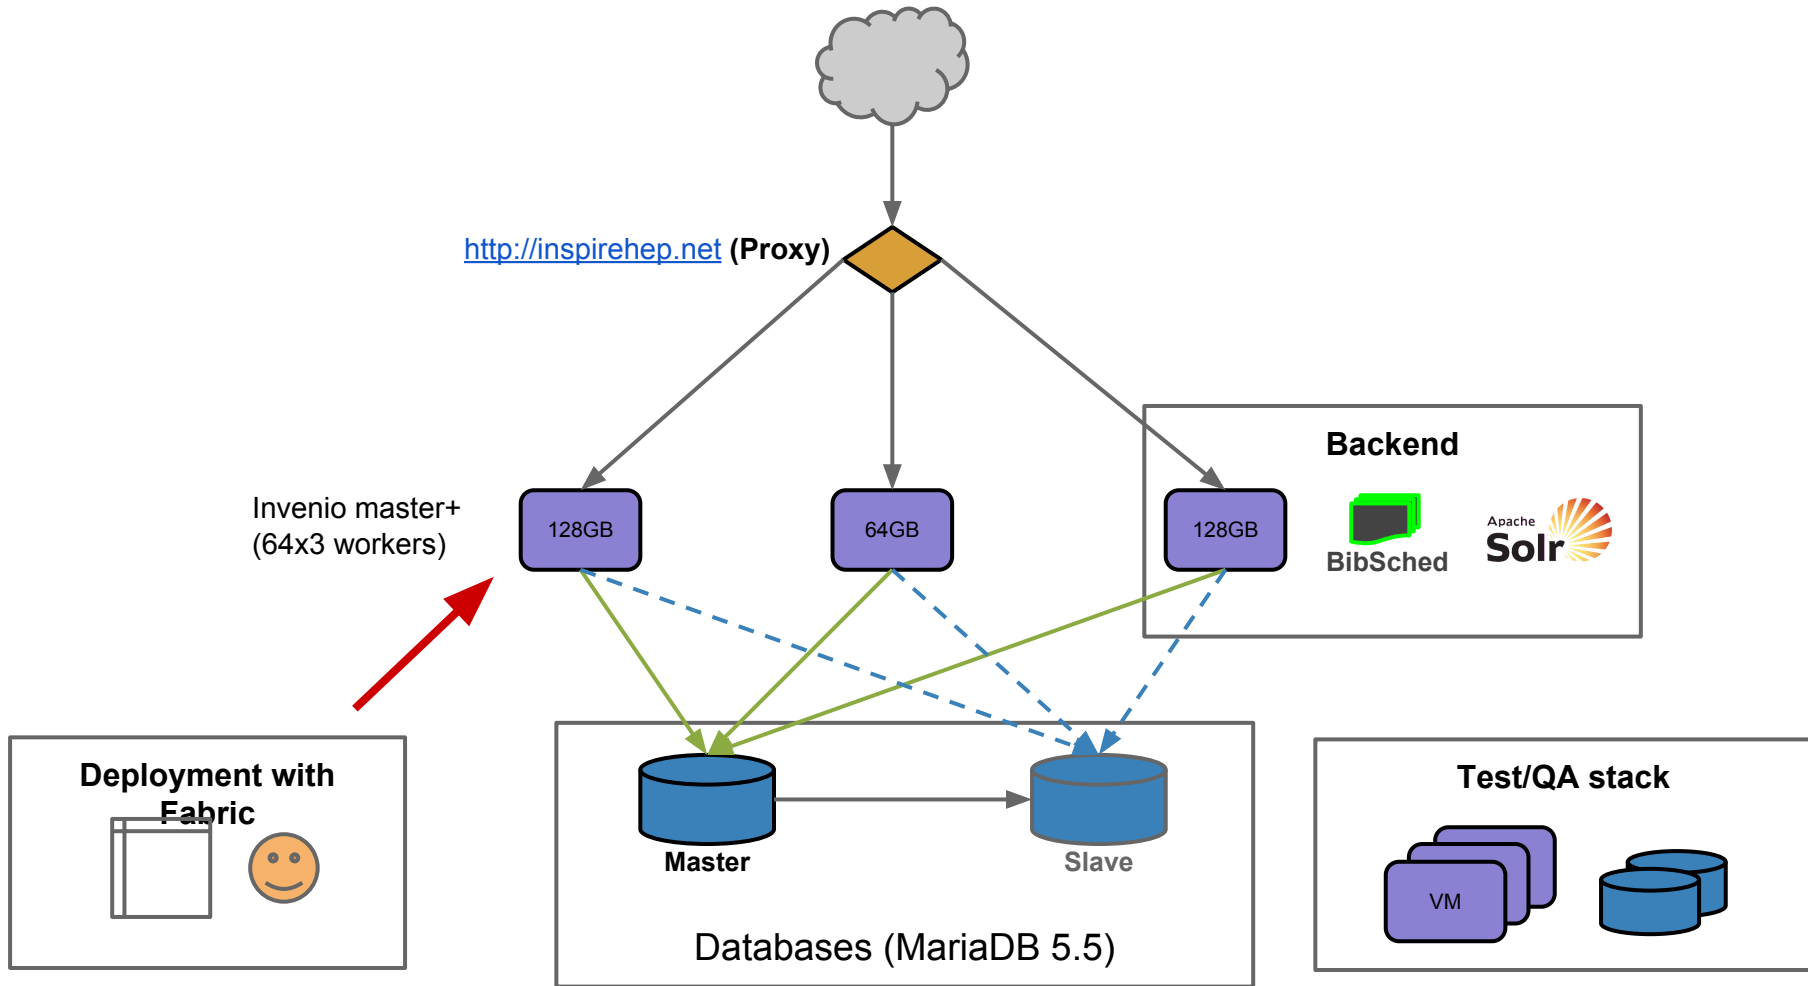 http://inspirehep.net (Proxy)
Backend
Invenio master+
(64x3 workers)
128GB
64GB
128GB
BibSched
Apache
Solr
Deployment with
Fabric
Master
Slave
Databases (MariaDB 5.5)
Test/QA stack
VM